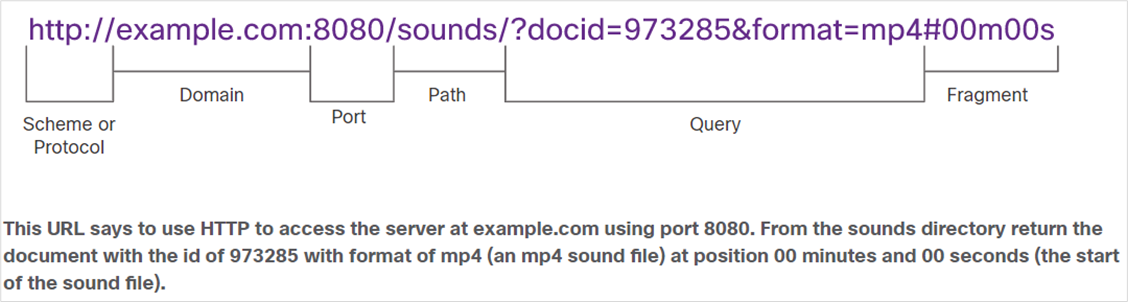 http://example.com:8080/sounds/?docid=973285&format=mp4#00m00s
Domain
Path
Fragment
Port
Scheme or
Protocol
Query
This URL says to use HTTP to access the server at example.com using port 8080. From the sounds directory return the
document with the id of 973285 with format of mp4 (an mp4 sound file) at position 00 minutes and 00 seconds (the start
of the sound file).